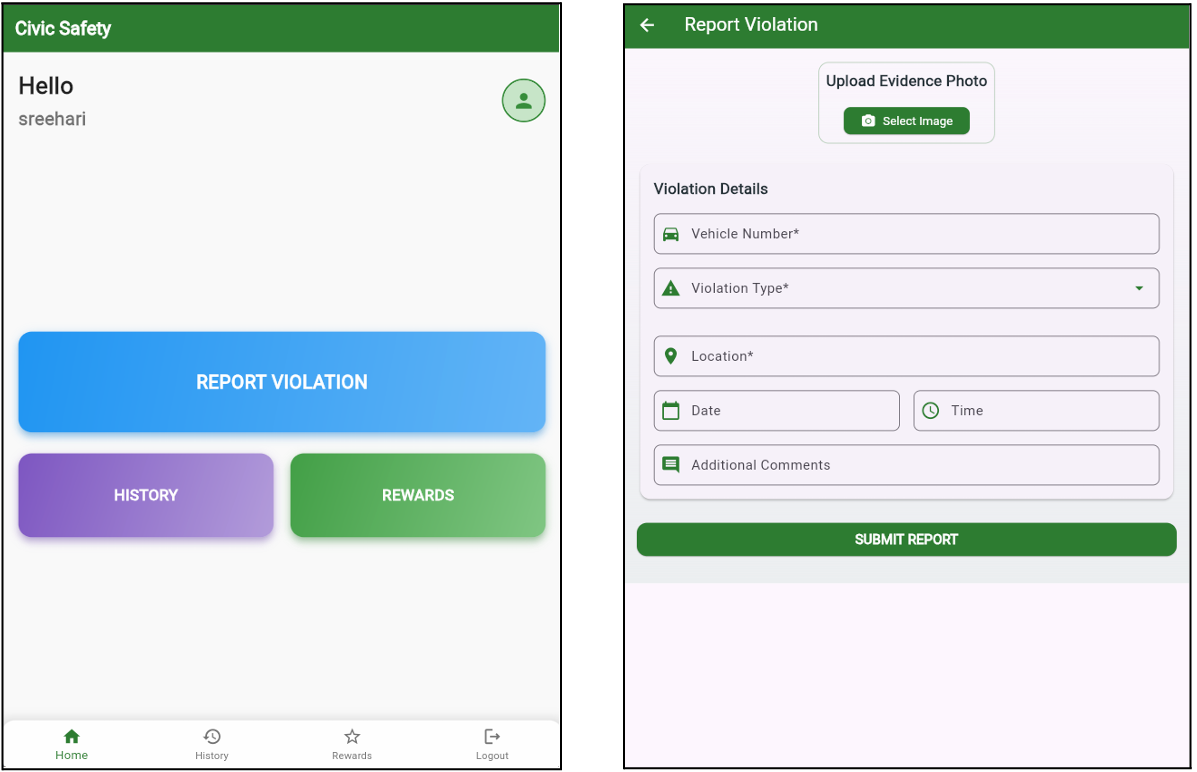 Civic Safety
Hello
sreehari
REPORT VIOLATION
HISTORY
REWARDS
Home
History
Rewards
Logout
Report Violation
Upload Evidence Photo
Select Image
Violation Details
Vehicle Number*
Violation Type*
Location*
Date
Time
Additional Comments
SUBMIT REPORT